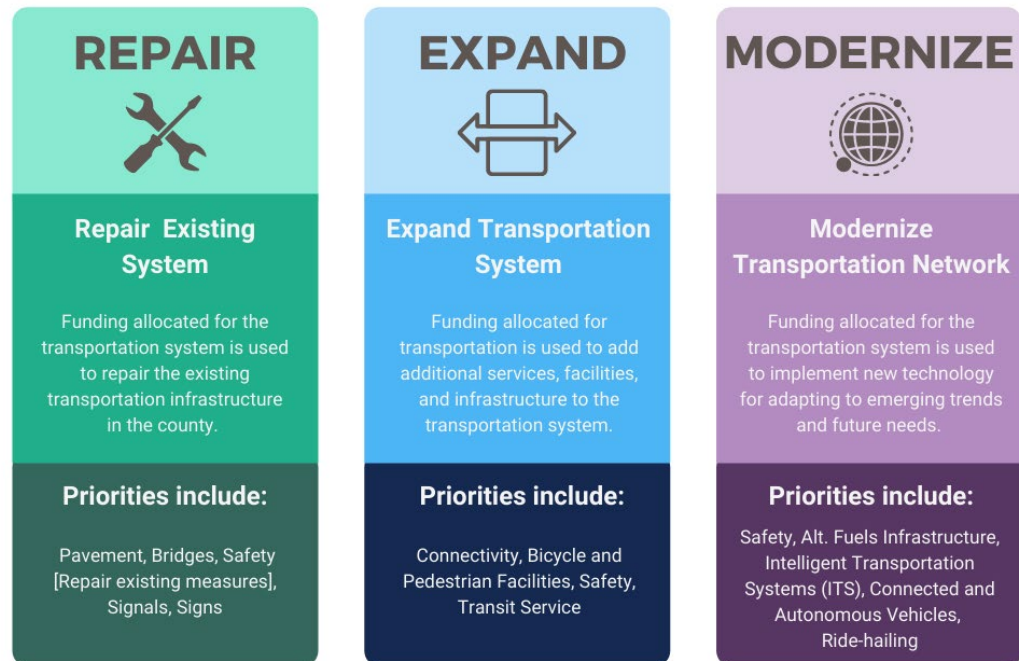 REPAIR
Repair Existing
System
Funding allocated for the
transportation system is used
to repair the existing
transportation infrastructure
in the county.
Priorities include:
Pavement, Bridges, Safety
[Repair existing measures],
Signals, Signs
EXPAND
Expand Transportation
System
Funding allocated for
transportation is used to add
additional services, facilities,
and infrastructure to the
transportation system.
Priorities include:
Connectivity, Bicycle and
Pedestrian Facilities, Safety,
Transit Service
MODERNIZE
Modernize
Transportation Network
Funding allocated for the
transportation system is used
to implement new technology
for adapting to emerging trends
and future needs.
Priorities include:
Safety, Alt. Fuels Infrastructure,
Intelligent Transportation
Systems (ITS), Connected and
Autonomous Vehicles,
Ride-hailing